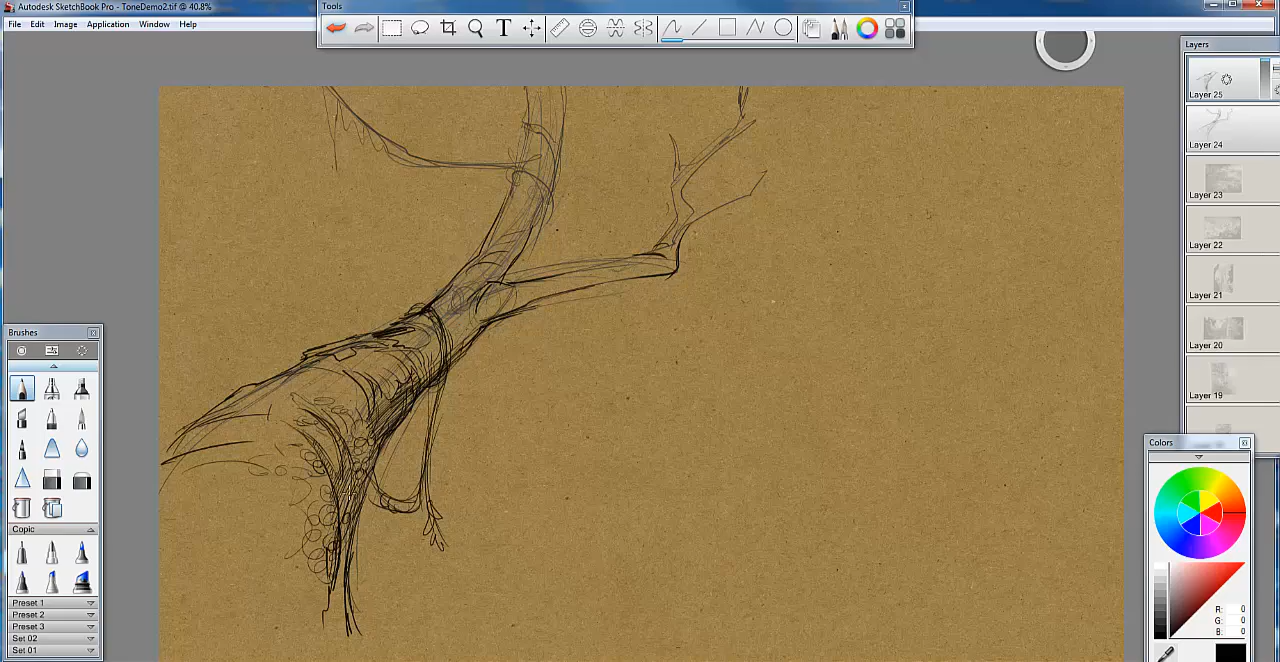 Autodesk SketchBook Pro - ToneDemo2.tif @ 40.8%
File Edit Image Application Window Help
Tools
T
Layers
Layer 25
Layer 24
Layer 23
Layer 22
Layer 21
Layer 20
Layer 19
Brushes
Copic
Preset 1
Preset 2
Preset 3
Set 02
Set 01
Colors
R: 0
G: 0
B: 0